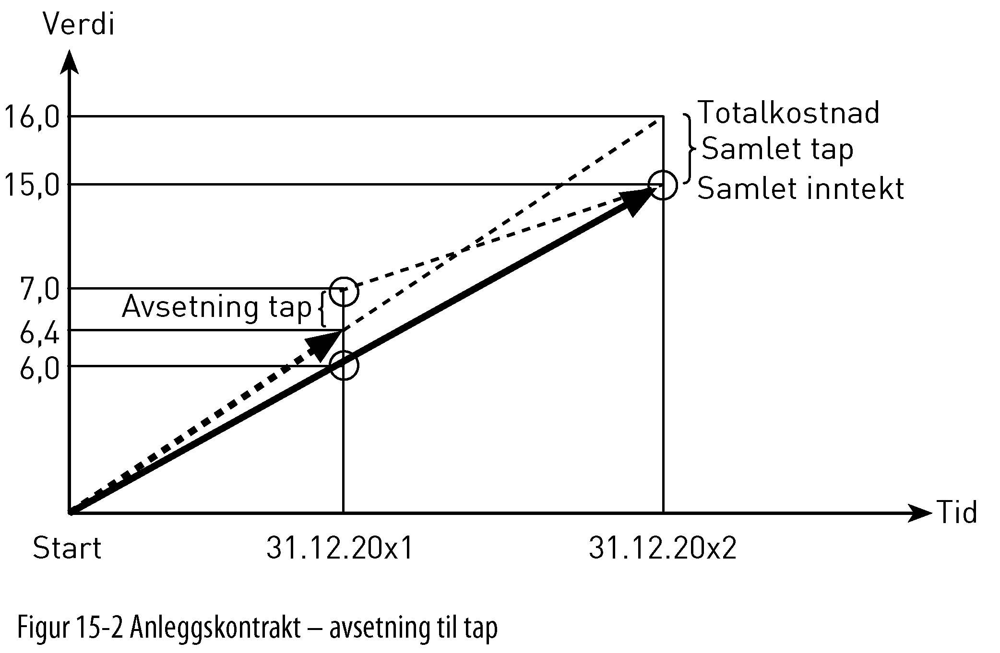 Verdi
16,0
Totalkostnad
Samlet tap
15,0
Samlet inntekt
7,0
Avsetning tap
6,4
6,0
Tid
Start
31.12.20x1
31.12.20x2
Figur 15-2 Anleggskontrakt – avsetning til tap